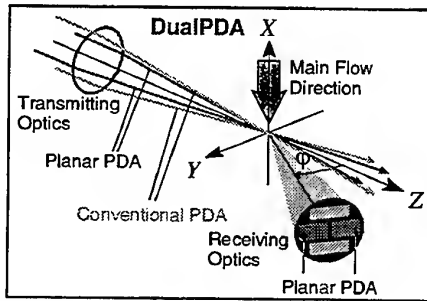 DualPDA
X
Main Flow
Direction
Transmitting
Optics
Planar PDA
Y
φ
Conventional PDA
Z
Receiving
Optics
Planar PDA